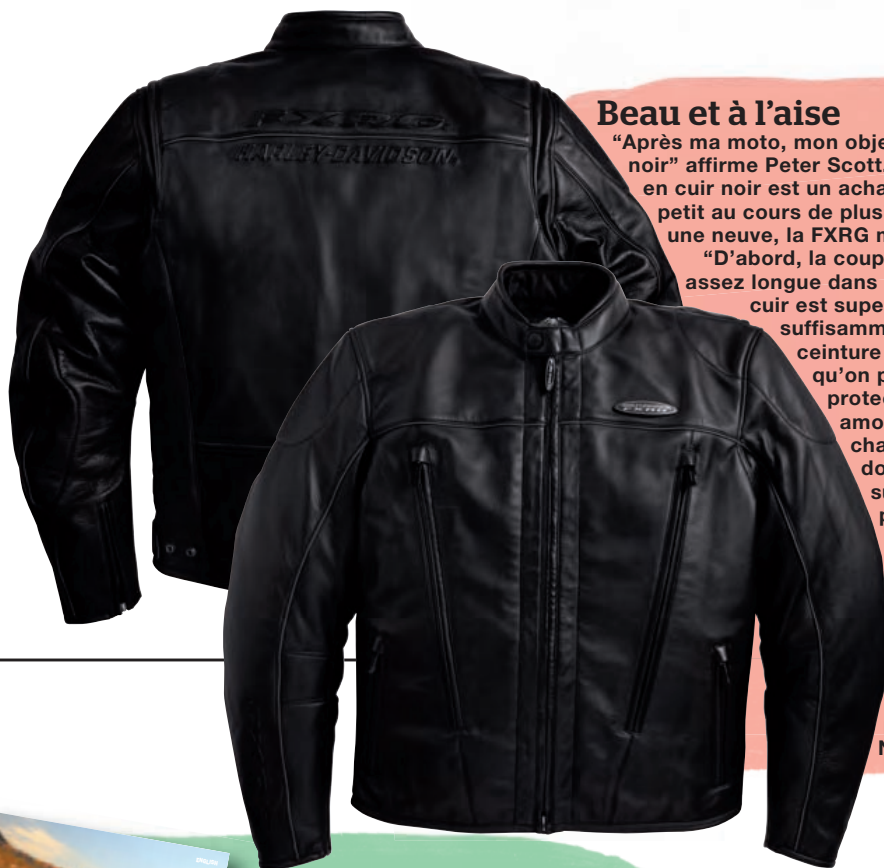 FXRG
HARLEY-DAVIDSON
Beau et à l’aise
“Après ma moto, mon obje
noir” affirme Peter Scott.
en cuir noir est un acha
petit au cours de plus
une neuve, la FXRG m
“D’abord, la coup
assez longue dans
cuir est supe
suffisamm
ceinture
qu’on p
protec
amo
cha
do
s
p
N
FXRG